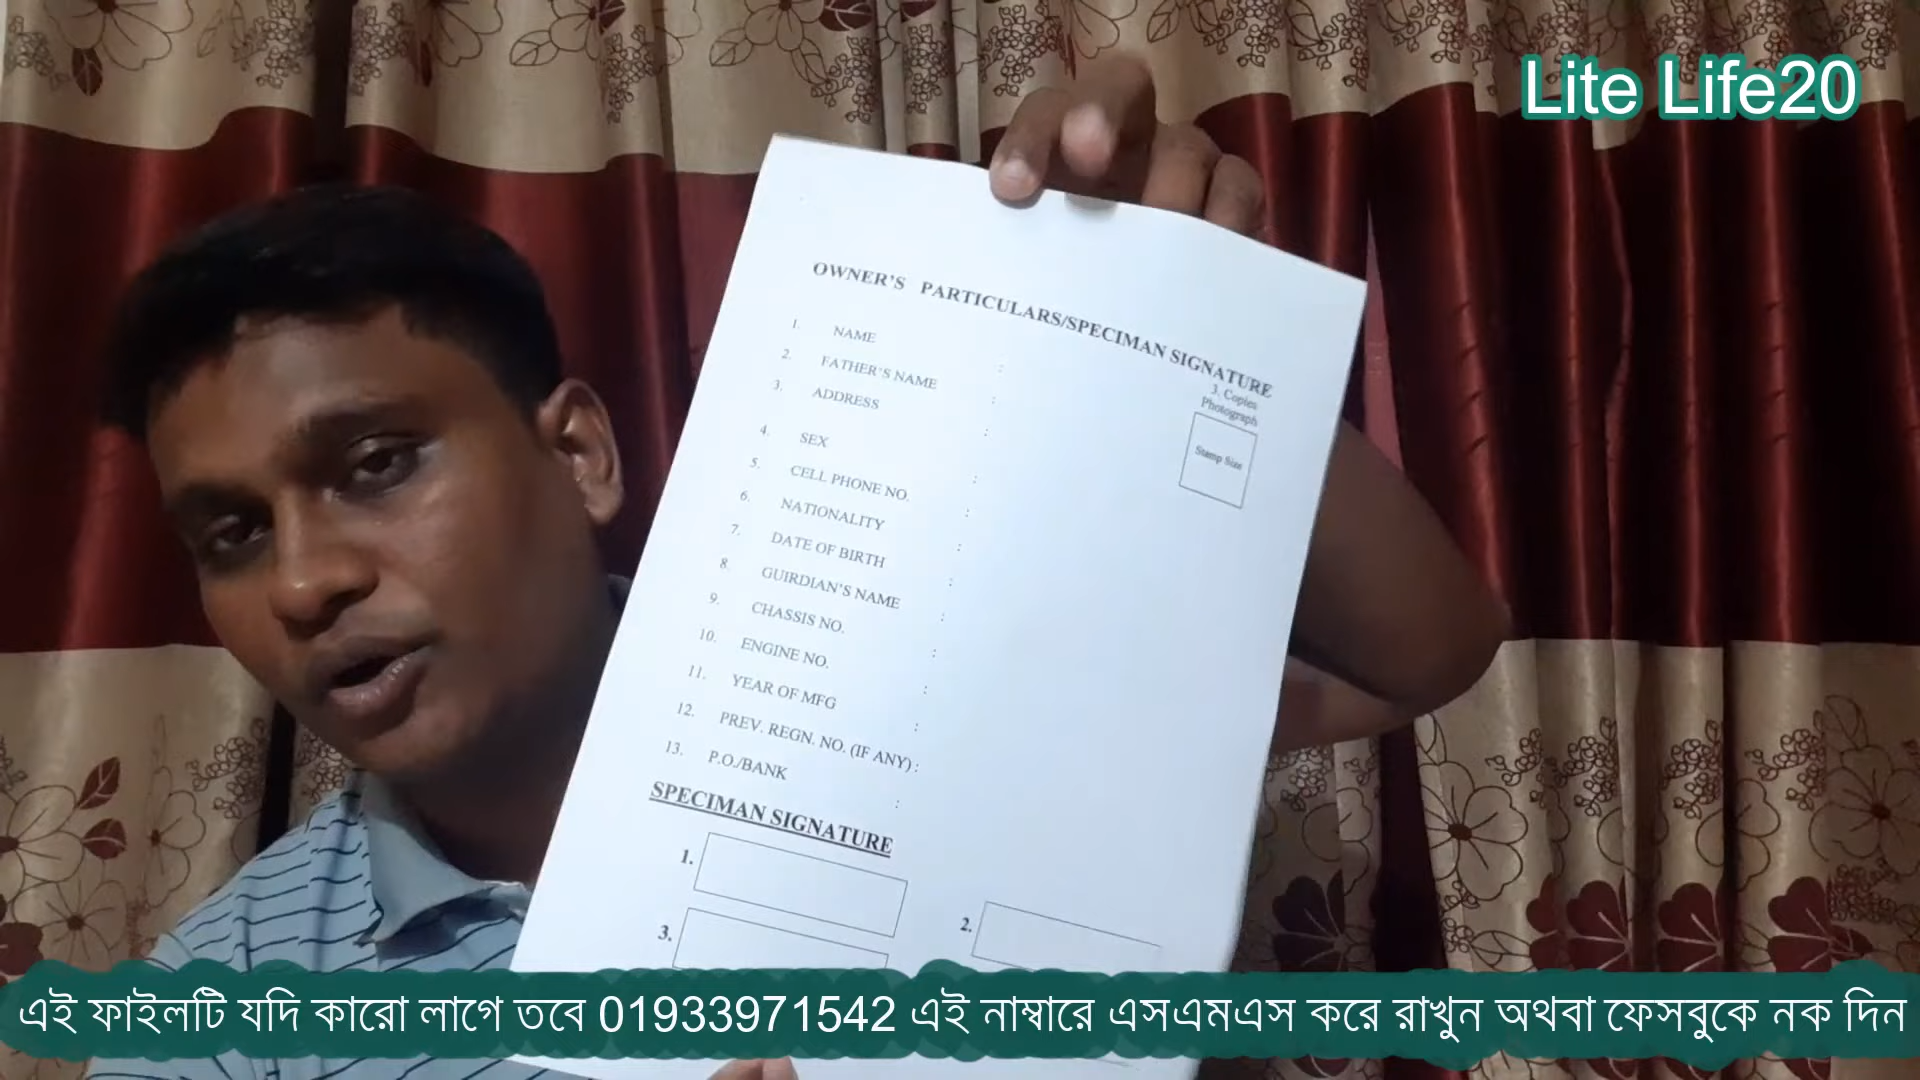 Lite Life20
OWNER'S PARTICULARS/SPECIMAN SIGNATURE
3. Copies
Photograph
Stamp Size
1. NAME :
2. FATHER'S NAME :
3. ADDRESS :
4. SEX :
5. CELL PHONE NO. :
6. NATIONALITY :
7. DATE OF BIRTH :
8. GUIRDIAN'S NAME :
9. CHASSIS NO. :
10. ENGINE NO. :
11. YEAR OF MFG :
12. PREV. REGN. NO. (IF ANY) :
13. P.O./BANK :
SPECIMAN SIGNATURE
1.
2.
3.
এই ফাইলটি যদি কারো লাগে তবে 01933971542 এই নাম্বারে এসএমএস করে রাখুন অথবা ফেসবুকে নক দিন